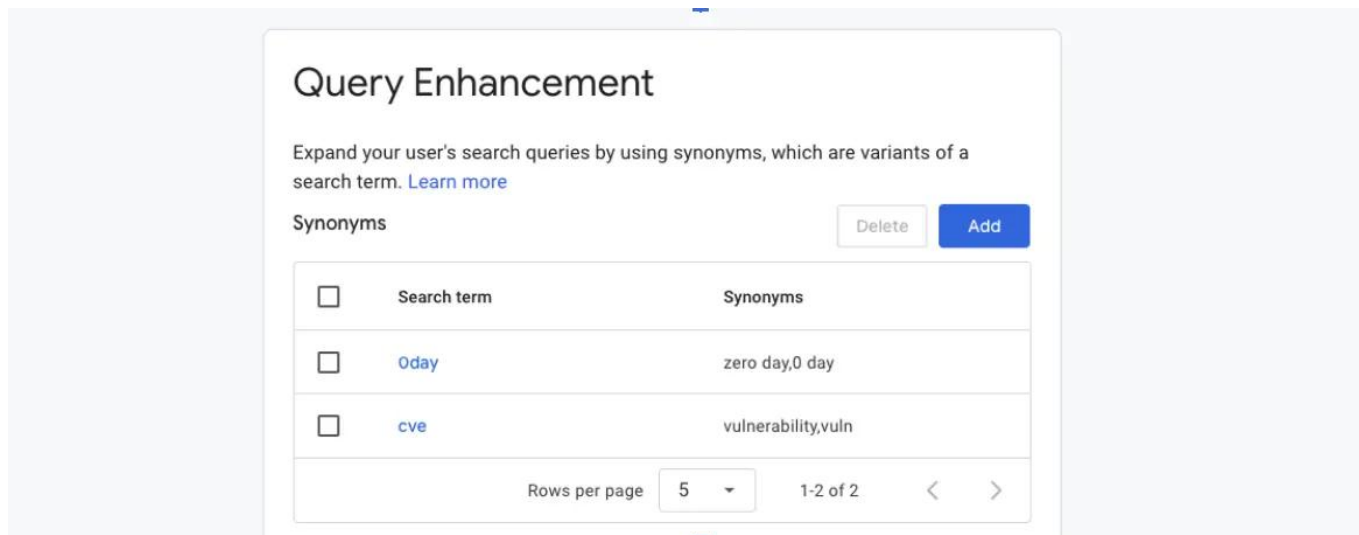 Query Enhancement
Expand your user's search queries by using synonyms, which are variants of a
search term. Learn more
Synonyms
Delete Add
Search term Synonyms
0day zero day,0 day
cve vulnerability,vuln
Rows per page 5 1-2 of 2